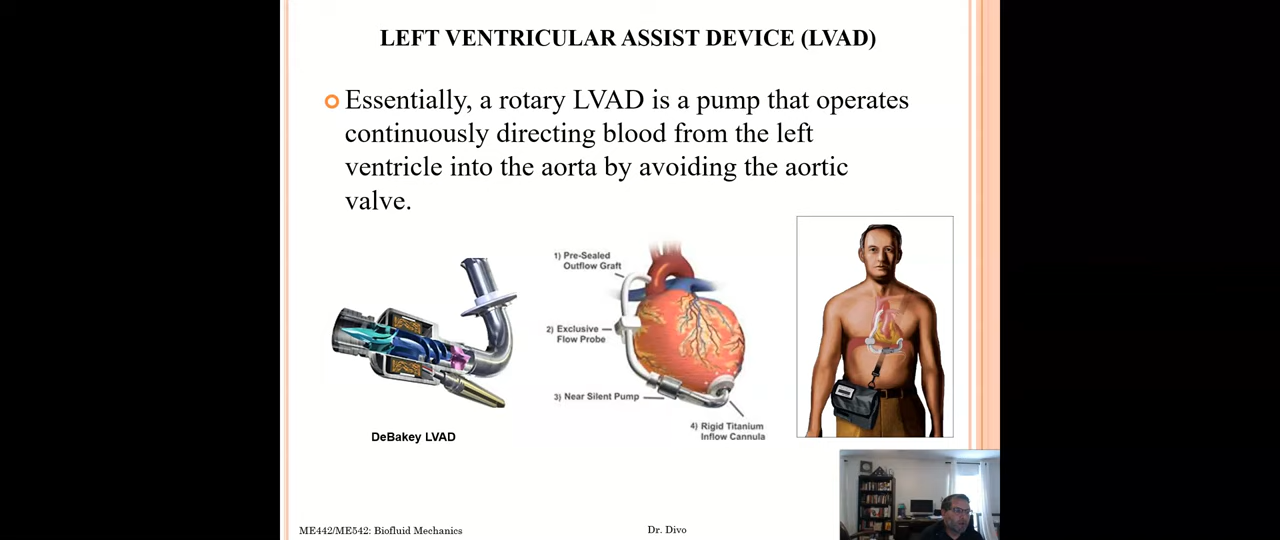 LEFT VENTRICULAR ASSIST DEVICE (LVAD)
Essentially, a rotary LVAD is a pump that operates
continuously directing blood from the left
ventricle into the aorta by avoiding the aortic
valve.
1) Pre-Sealed
Outflow Graft
2) Exclusive
Flow Probe
3) Near Silent Pump
4) Rigid Titanium
Inflow Cannula
DeBakey LVAD
ME442/ME542: Biofluid Mechanics
Dr. Divo